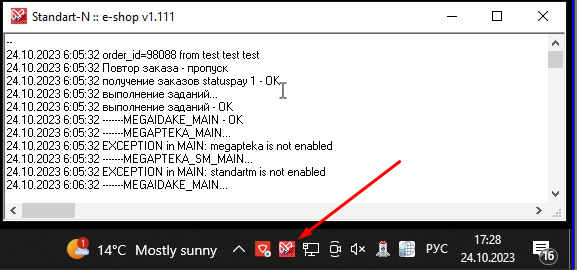 Standart-N :: e-shop v1.111
--
24.10.2023 6:05:32 order_id=98088 from test test test
24.10.2023 6:05:32 Повтор заказа - пропуск
24.10.2023 6:05:32 получение заказов statuspay 1 - OK
24.10.2023 6:05:32 выполнение заданий...
24.10.2023 6:05:32 выполнение заданий - OK
24.10.2023 6:05:32 -------MEGAIDAKE_MAIN - OK
24.10.2023 6:05:32 -------MEGAPTEKA_MAIN...
24.10.2023 6:05:32 EXCEPTION in MAIN: megapteka is not enabled
24.10.2023 6:05:32 -------MEGAPTEKA_SM_MAIN...
24.10.2023 6:05:32 EXCEPTION in MAIN: standartm is not enabled
24.10.2023 6:06:32 -------MEGAIDAKE_MAIN...
1
14°C Mostly sunny
РУС
17:28
24.10.2023
16